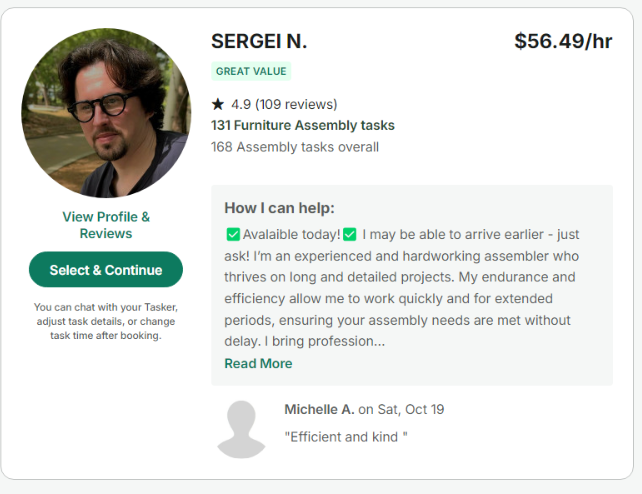 SERGEI N.
$56.49/hr
GREAT VALUE
★ 4.9 (109 reviews)
131 Furniture Assembly tasks
168 Assembly tasks overall
View Profile &
Reviews
Select & Continue
You can chat with your Tasker,
adjust task details, or change
task time after booking.
How I can help:
✅Avalaible today!✅ I may be able to arrive earlier - just
ask! I'm an experienced and hardworking assembler who
thrives on long and detailed projects. My endurance and
efficiency allow me to work quickly and for extended
periods, ensuring your assembly needs are met without
delay. I bring profession...
Read More
Michelle A. on Sat, Oct 19
"Efficient and kind "